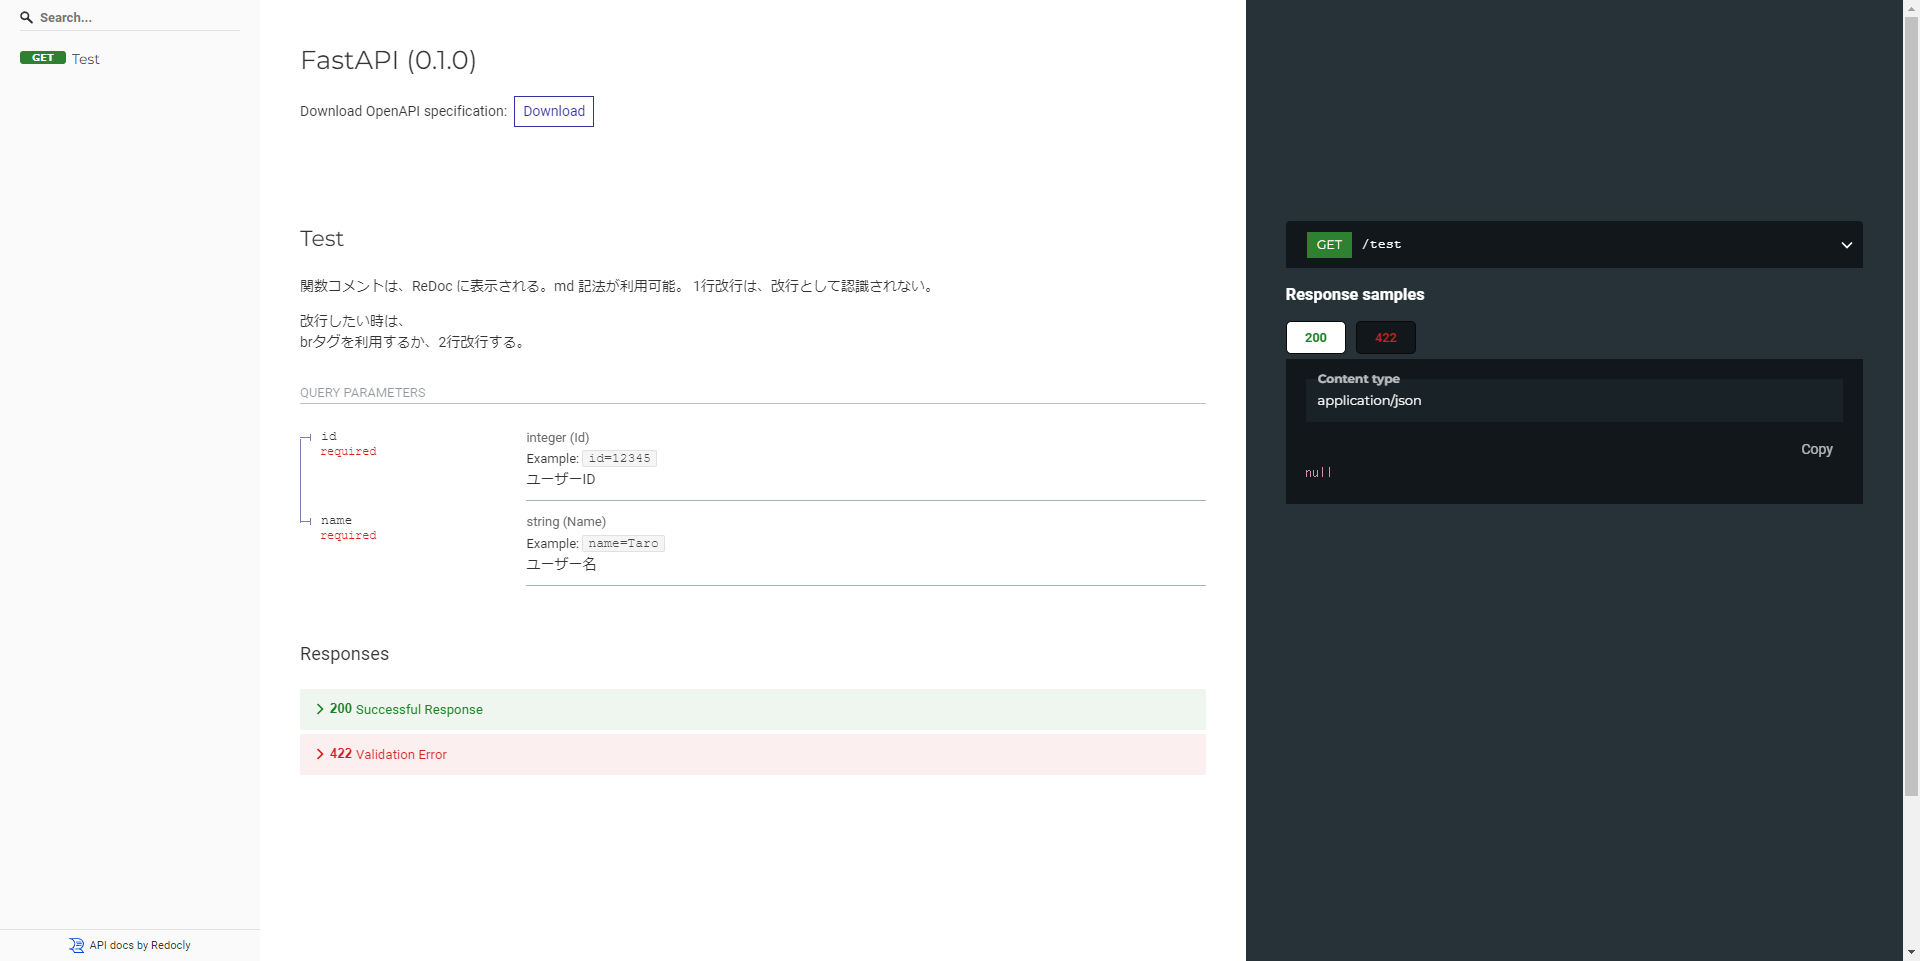 Search...
GET Test
FastAPI (0.1.0)
Download OpenAPI specification: Download
Test
関数コメントは、ReDoc に表示される。md 記法が利用可能。 1行改行は、改行として認識されない。
改行したい時は、
brタグを利用するか、2行改行する。
QUERY PARAMETERS
id
required
integer (Id)
Example: id=12345
ユーザーID
name
required
string (Name)
Example: name=Taro
ユーザー名
Responses
200 Successful Response
422 Validation Error
GET /test
Response samples
200 422
Content type
application/json
Copy
null
API docs by Redocly